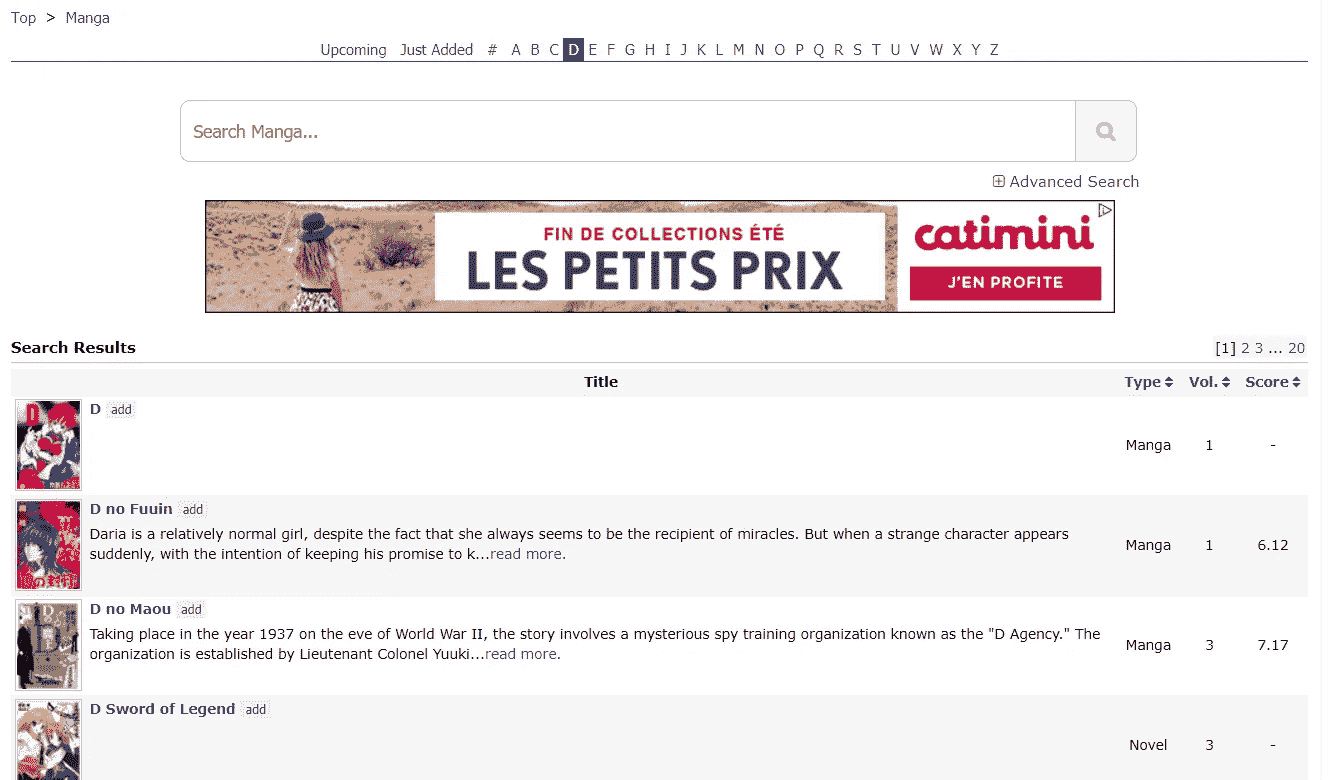 Top > Manga
Upcoming Just Added # A B C D E F G H I J K L M N O P Q R S T U V W X Y Z
Search Manga...
Advanced Search
FIN DE COLLECTIONS ÉTÉ
LES PETITS PRIX
catimini
J'EN PROFITE
Search Results [1] 2 3 ... 20
Title Type Vol. Score
D add
Manga 1 -
D no Fuuin add
Daria is a relatively normal girl, despite the fact that she always seems to be the recipient of miracles. But when a strange character appears
suddenly, with the intention of keeping his promise to k...read more.
Manga 1 6.12
D no Maou add
Taking place in the year 1937 on the eve of World War II, the story involves a mysterious spy training organization known as the "D Agency." The
organization is established by Lieutenant Colonel Yuuki...read more.
Manga 3 7.17
D Sword of Legend add
Novel 3 -